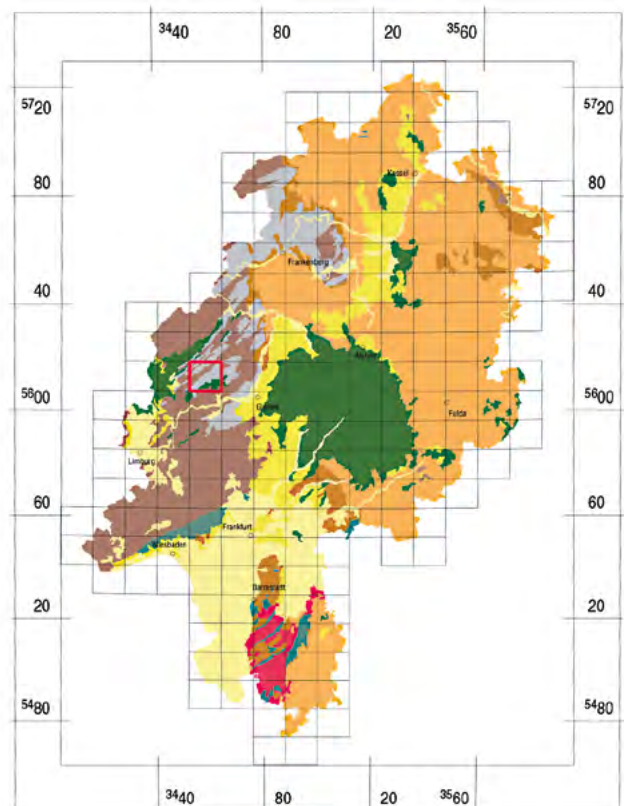 3440 80 20 3560
5720 5720
Kassel
80 80
Frankenberg
40 40
Alsfeld
5600 5600
Gießen
Fulda
Limburg
60 60
Frankfurt
Wiesbaden
20 20
Darmstadt
5480 5480
3440 80 20 3560